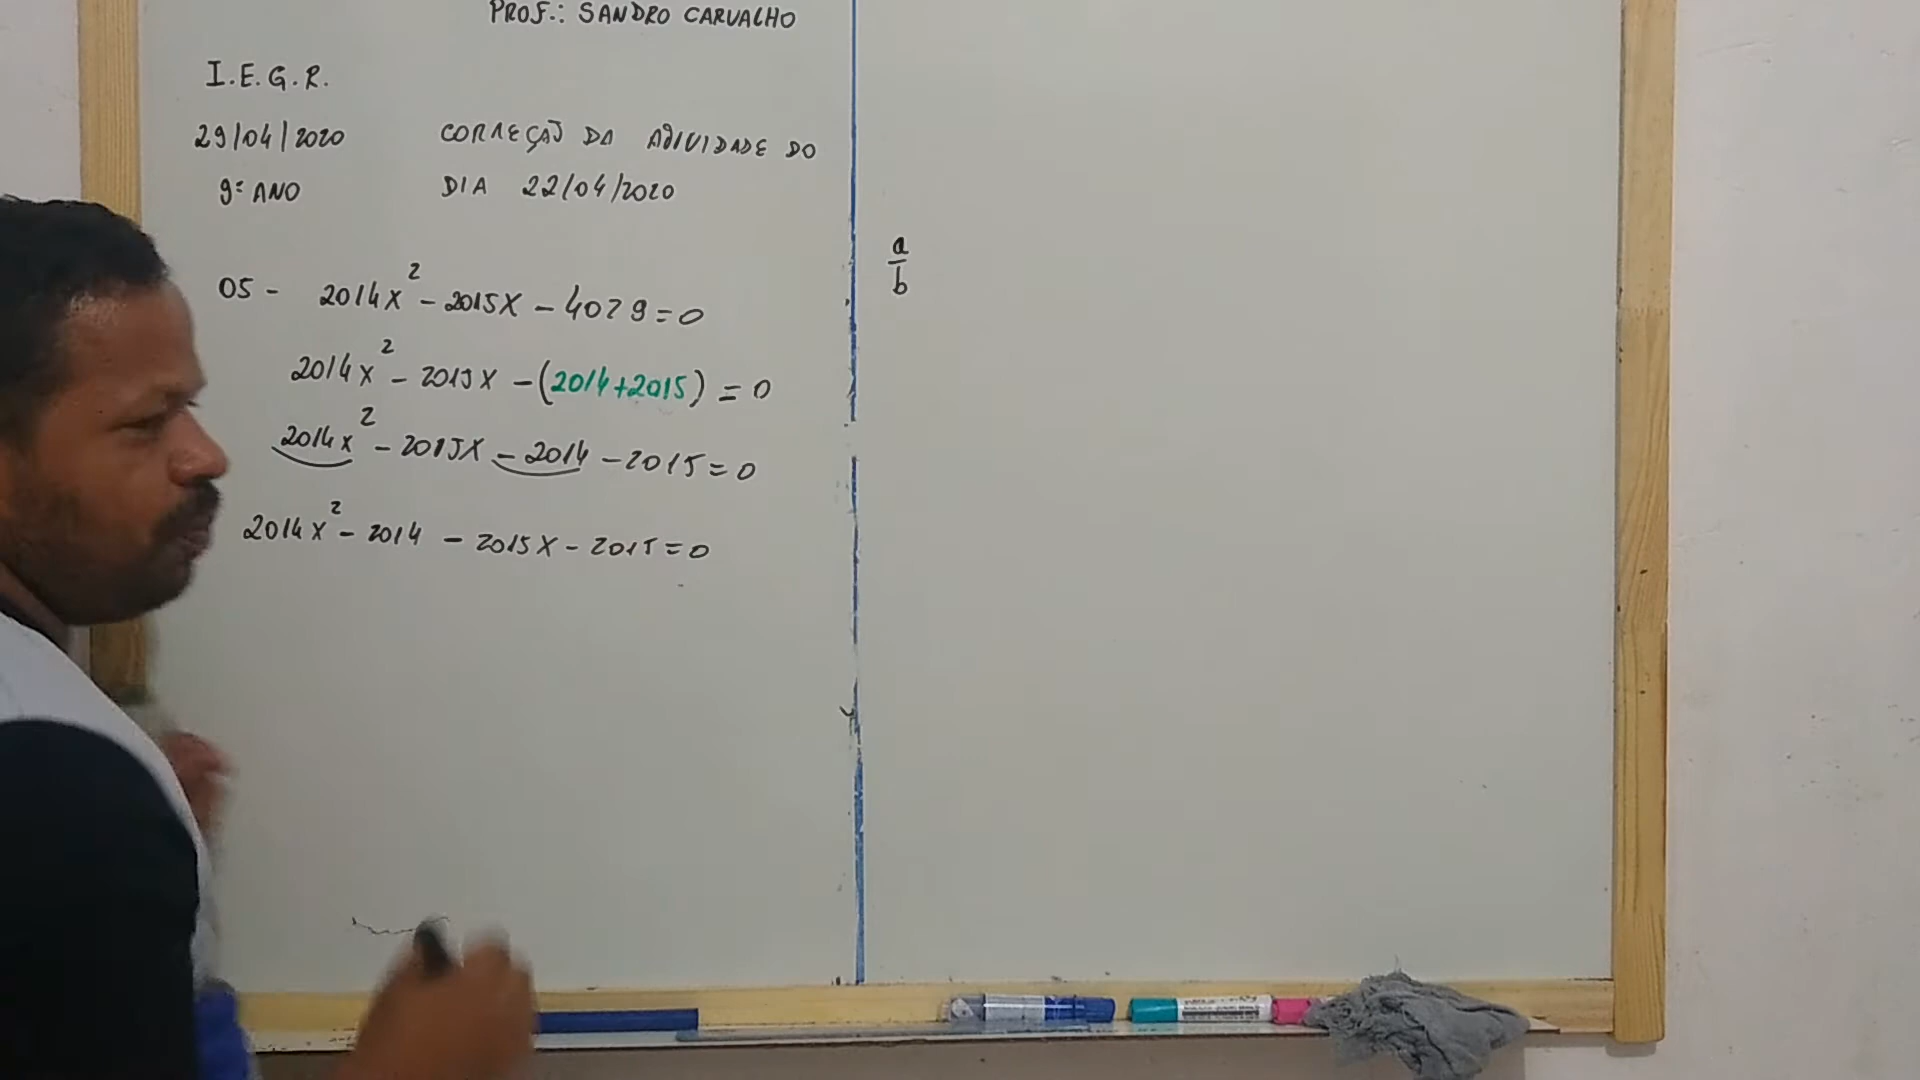 PROF.: SANDRO CARVALHO
I.E.G.R.
29/04/2020 CORREÇÃO DA ATIVIDADE DO
9º ANO DIA 22/04/2020
05 - 2014x² - 2015x - 4029 = 0
2014x² - 2015x - (2014+2015) = 0
2014x² - 2015x - 2014 - 2015 = 0
2014x² - 2014 - 2015x - 2015 = 0
a
b